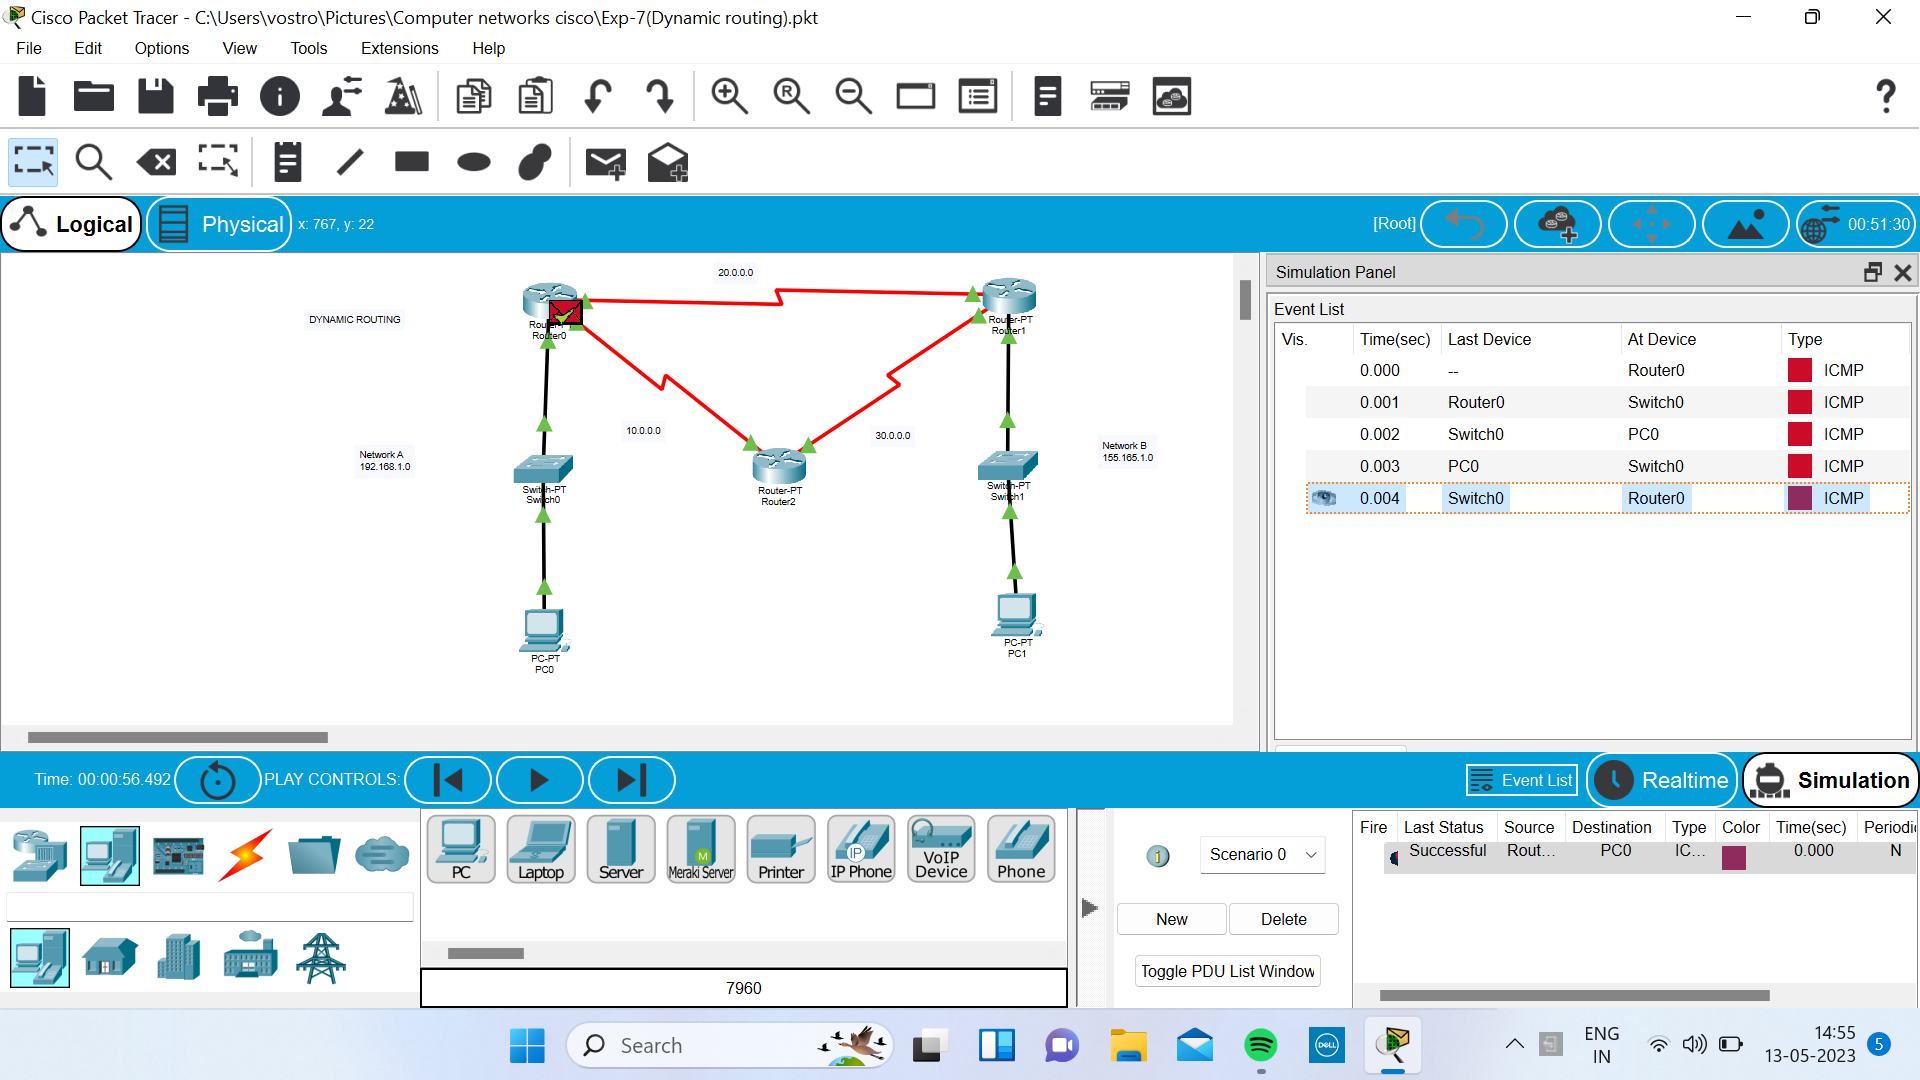 Cisco Packet Tracer - C:\Users\vostro\Pictures\Computer networks cisco\Exp-7(Dynamic routing).pkt
File Edit Options View Tools Extensions Help
Logical Physical x: 767, y: 22 [Root] 00:51:30
Simulation Panel
Event List
Vis. Time(sec) Last Device At Device Type
0.000 -- Router0 ICMP
0.001 Router0 Switch0 ICMP
0.002 Switch0 PC0 ICMP
0.003 PC0 Switch0 ICMP
0.004 Switch0 Router0 ICMP
20.0.0.0
DYNAMIC ROUTING
Router0
Router-PT
Router1
10.0.0.0
30.0.0.0
Network A
192.168.1.0
Network B
155.165.1.0
Switch-PT
Switch0
Router-PT
Router2
Switch-PT
Switch1
PC-PT
PC0
PC-PT
PC1
Time: 00:00:56.492 PLAY CONTROLS: Event List Realtime Simulation
PC Laptop Server Meraki Server Printer IP Phone VoIP Device Phone
7960
Scenario 0
New Delete
Toggle PDU List Window
Fire Last Status Source Destination Type Color Time(sec) Periodic
Successful Rout... PC0 IC... 0.000 N
Search
ENG
IN
14:55
13-05-2023
5